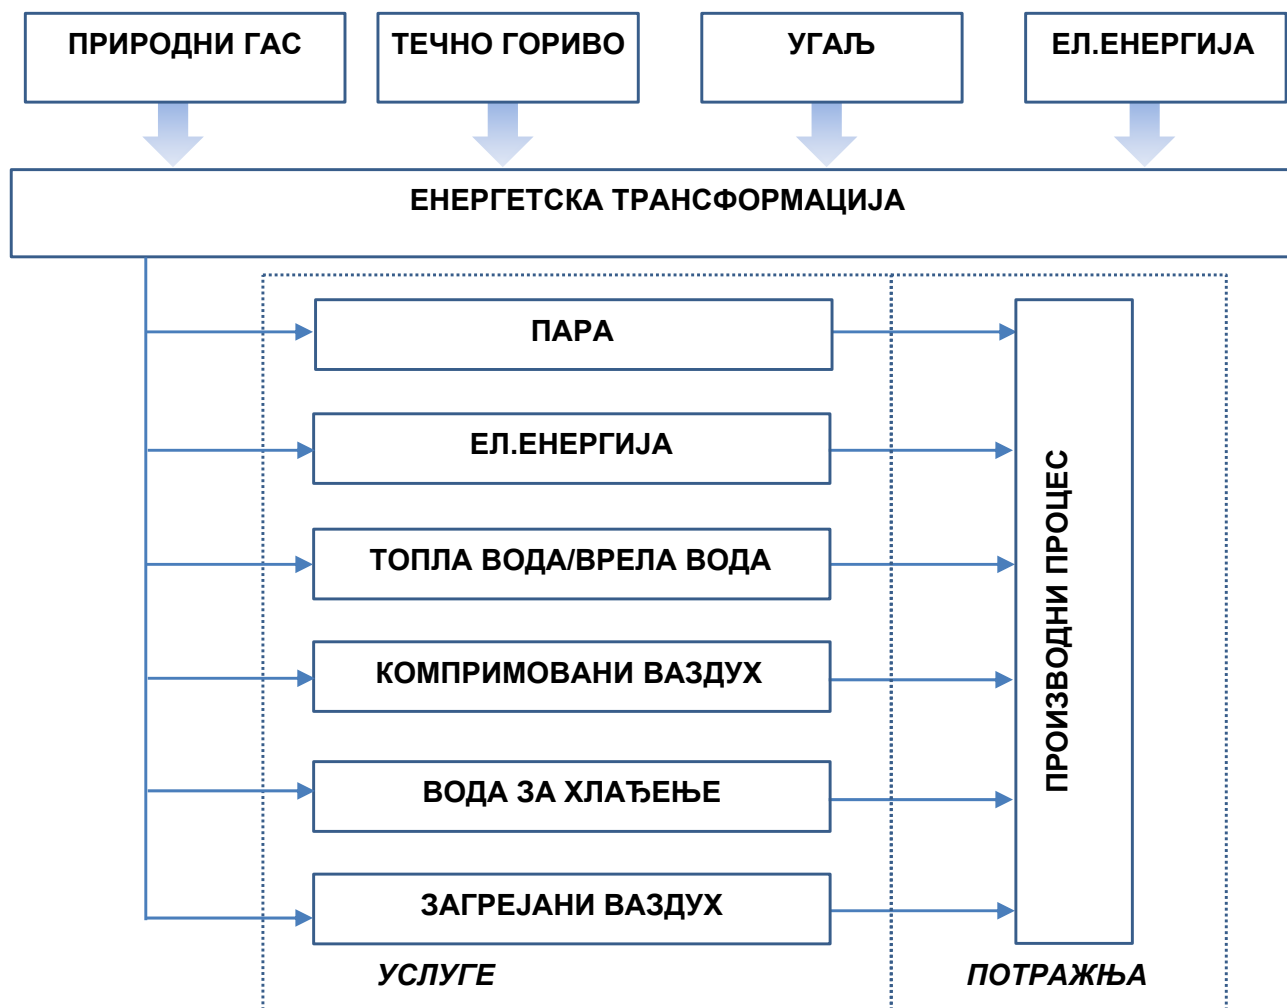 ПРИРОДНИ ГАС
ТЕЧНО ГОРИВО
УГАЉ
ЕЛ.ЕНЕРГИЈА
ЕНЕРГЕТСКА ТРАНСФОРМАЦИЈА
ПАРА
ЕЛ.ЕНЕРГИЈА
ТОПЛА ВОДА/ВРЕЛА ВОДА
КОМПРИМОВАНИ ВАЗДУХ
ВОДА ЗА ХЛАЂЕЊЕ
ЗАГРЕЈАНИ ВАЗДУХ
ПРОИЗВОДНИ ПРОЦЕС
УСЛУГЕ
ПОТРАЖЊА